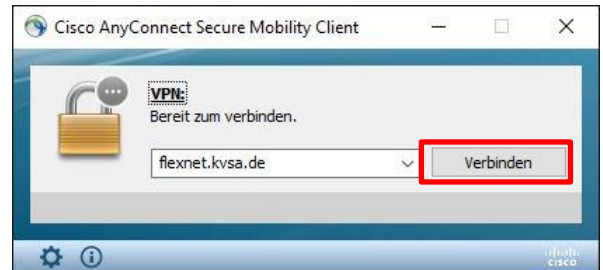 Cisco AnyConnect Secure Mobility Client
VPN:
Bereit zum verbinden.
flexnet.kvsa.de
Verbinden
cisco